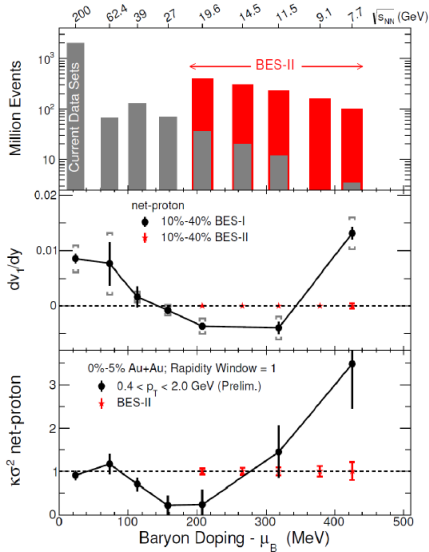 200 62.4 39 27 19.6 14.5 11.5 9.1 7.7 √s_NN (GeV)
Million Events
10³
10²
10
Current Data Sets
BES-II
dv₁/dy
0.02
0.01
0
net-proton
10%-40% BES-I
10%-40% BES-II
κσ² net-proton
3
2
1
0
0%-5% Au+Au; Rapidity Window = 1
0.4 < p_T < 2.0 GeV (Prelim.)
BES-II
0 100 200 300 400 500
Baryon Doping - μ_B (MeV)